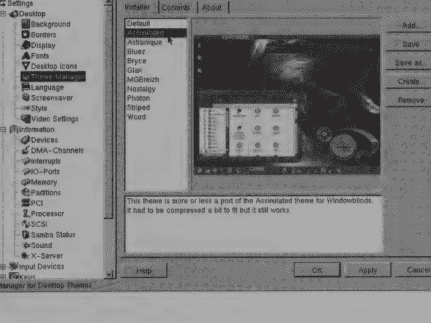 Settings
Desktop
Background
Borders
Display
Fonts
Desktop Icons
Theme Manager
Language
Screensaver
Style
Video Settings
Information
Devices
DMA-Channels
Interrupts
IO-Ports
Memory
Partitions
PCI
Processor
SCSI
Samba Status
Sound
X-Server
Input Devices
Keys
Manager for Desktop Themes
Installer Contents About
Default
Assimilated
Astronique
Bluez
Bryce
Glax
MGBreizh
Nostalgy
Photon
Striped
Wood
Add...
Save
Save as...
Create...
Remove
This theme is more or less a port of the Assimilated theme for Windowblinds.
It had to be compressed a bit to fit but it still works.
Help
OK
Apply
Cancel